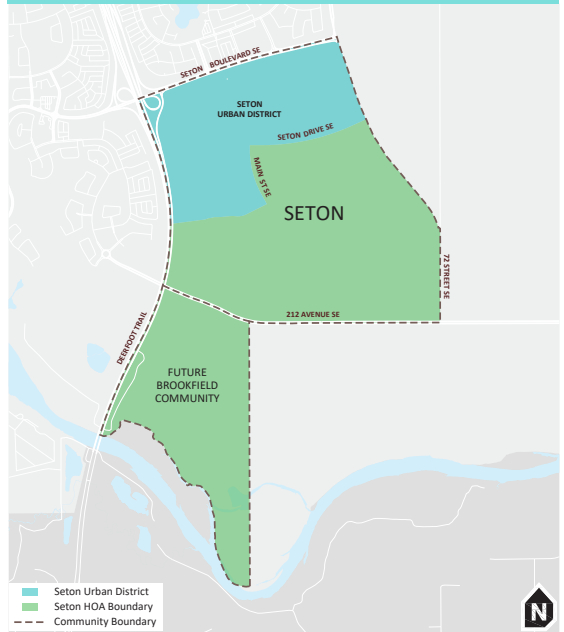 SETON BOULEVARD SE
SETON
URBAN DISTRICT
SETON DRIVE SE
MAIN ST SE
SETON
72 STREET SE
212 AVENUE SE
DEERFOOT TRAIL
FUTURE
BROOKFIELD
COMMUNITY
Seton Urban District
Seton HOA Boundary
Community Boundary
N